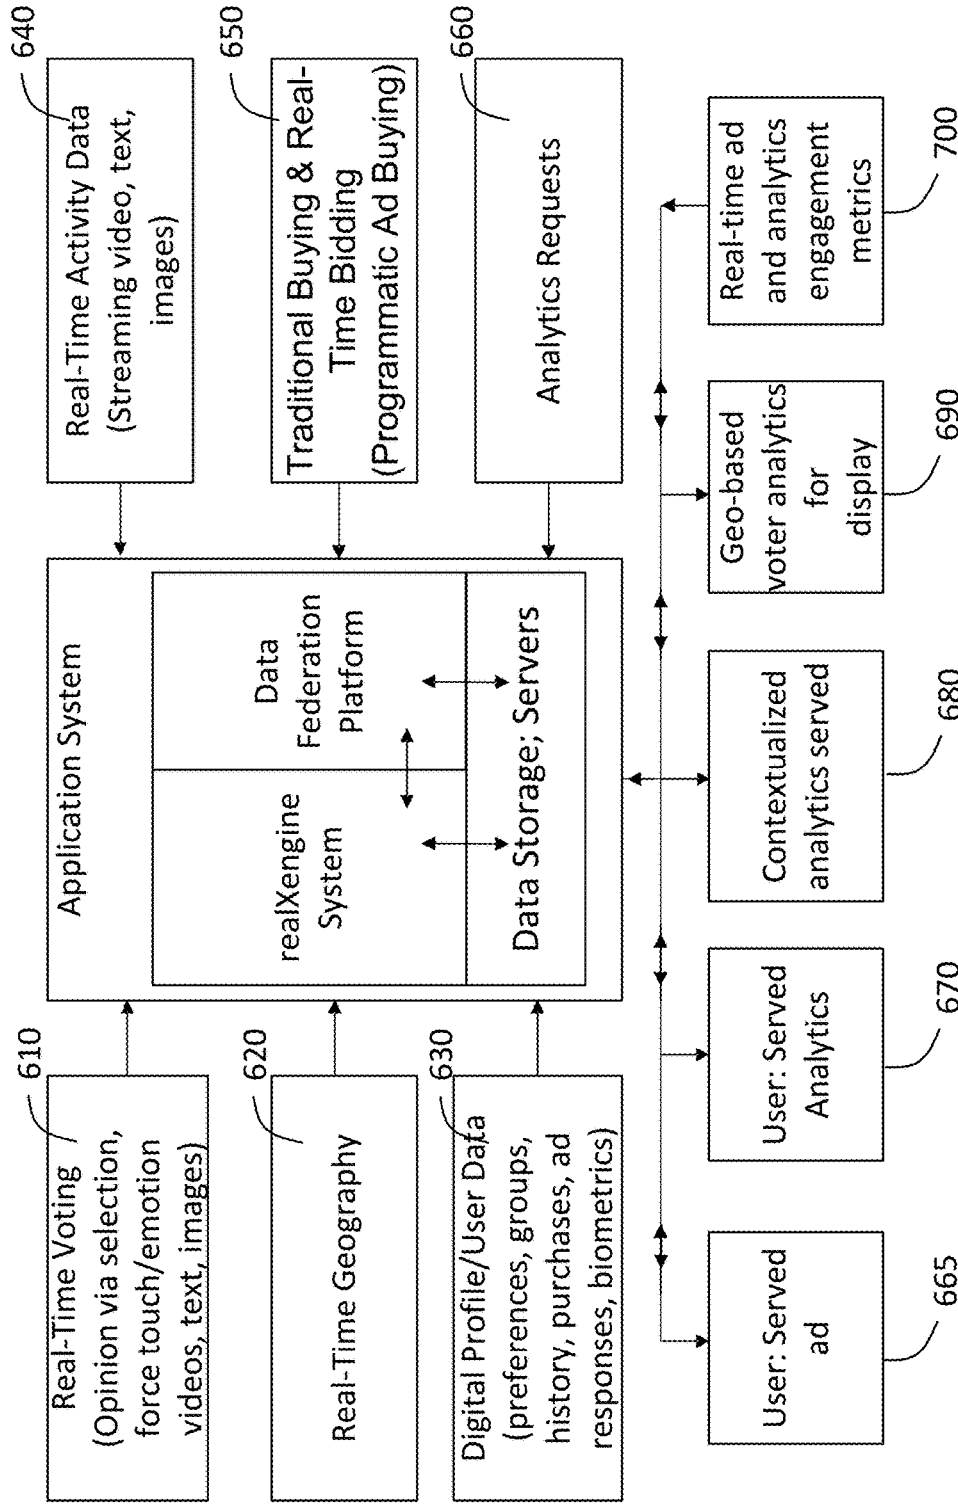 610
Real-Time Voting
(Opinion via selection,
force touch/emotion
videos, text, images)
620
Real-Time Geography
630
Digital Profile/User Data
(preferences, groups,
history, purchases, ad
responses, biometrics)
Application System
realXengine
System
Data
Federation
Platform
Data Storage; Servers
640
Real-Time Activity Data
(Streaming video, text,
images)
650
Traditional Buying & Real-
Time Bidding
(Programmatic Ad Buying)
660
Analytics Requests
User: Served
ad
665
User: Served
Analytics
670
Contextualized
analytics served
680
Geo-based
voter analytics
for
display
690
Real-time ad
and analytics
engagement
metrics
700